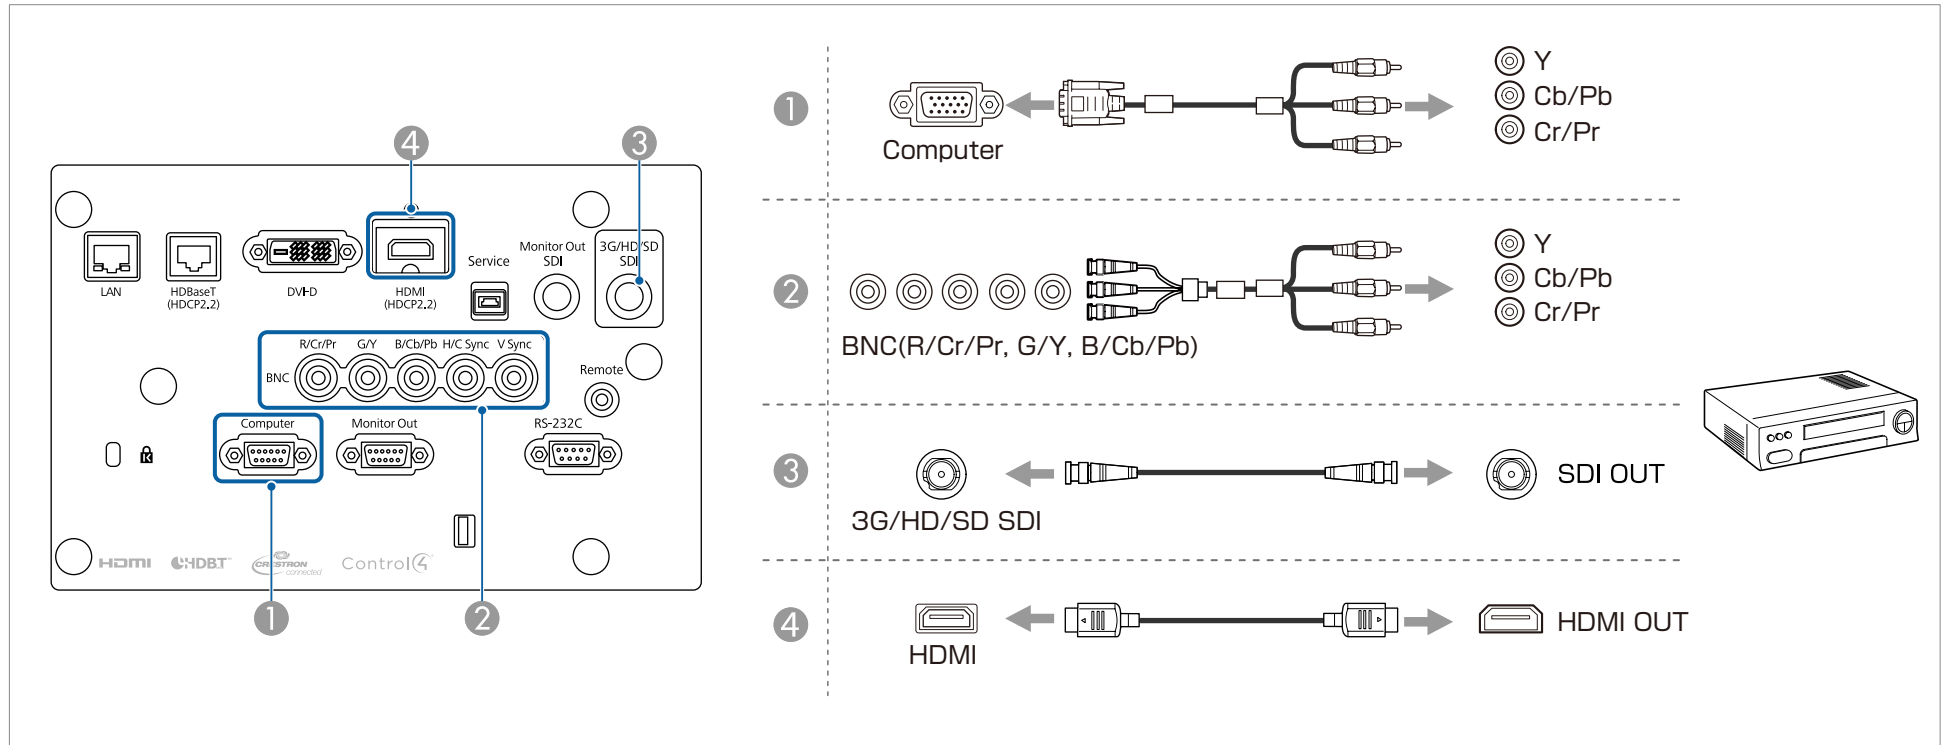 4
3
LAN
HDBaseT
(HDCP2.2)
DVI-D
HDMI
(HDCP2.2)
Service
Monitor Out
SDI
3G/HD/SD
SDI
R/Cr/Pr G/Y B/Cb/Pb H/C Sync V Sync
BNC
Remote
Computer
Monitor Out
RS-232C
K
HDMI
HDBT™
CRESTRON
connected
Control4
1
2
1
Computer
Y
Cb/Pb
Cr/Pr
2
BNC(R/Cr/Pr, G/Y, B/Cb/Pb)
Y
Cb/Pb
Cr/Pr
3
3G/HD/SD SDI
SDI OUT
4
HDMI
HDMI OUT